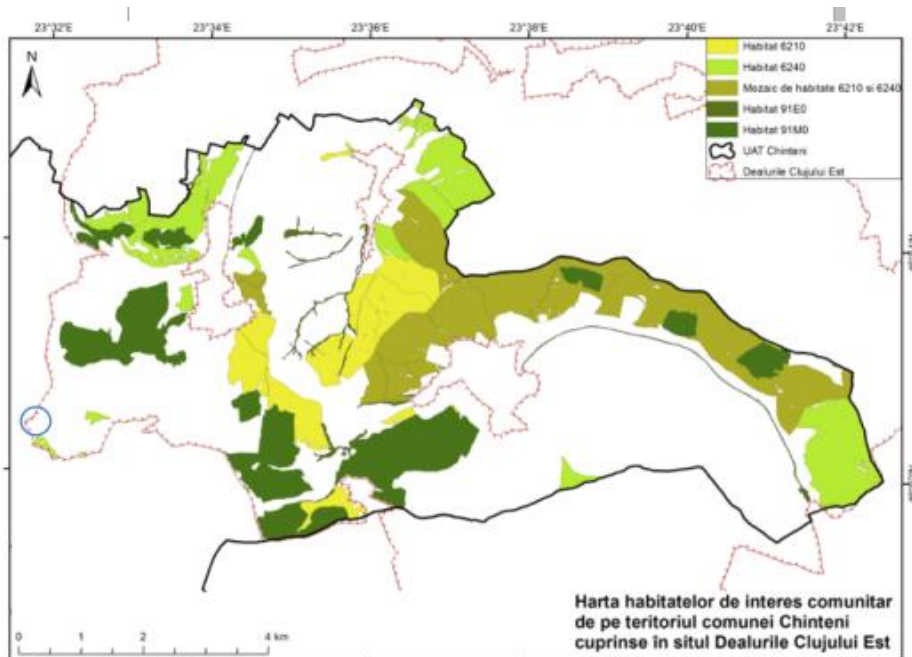 23°32'E 23°34'E 23°36'E 23°38'E 23°40'E 23°42'E
N
Habitat 6210
Habitat 6240
Mozaic de habitate 6210 si 6240
Habitat 91E0
Habitat 91M0
UAT Chinteni
Dealurile Clujului Est
Harta habitatelor de interes comunitar
de pe teritoriul comunei Chinteni
cuprinse în situl Dealurile Clujului Est
0 1 2 4 km